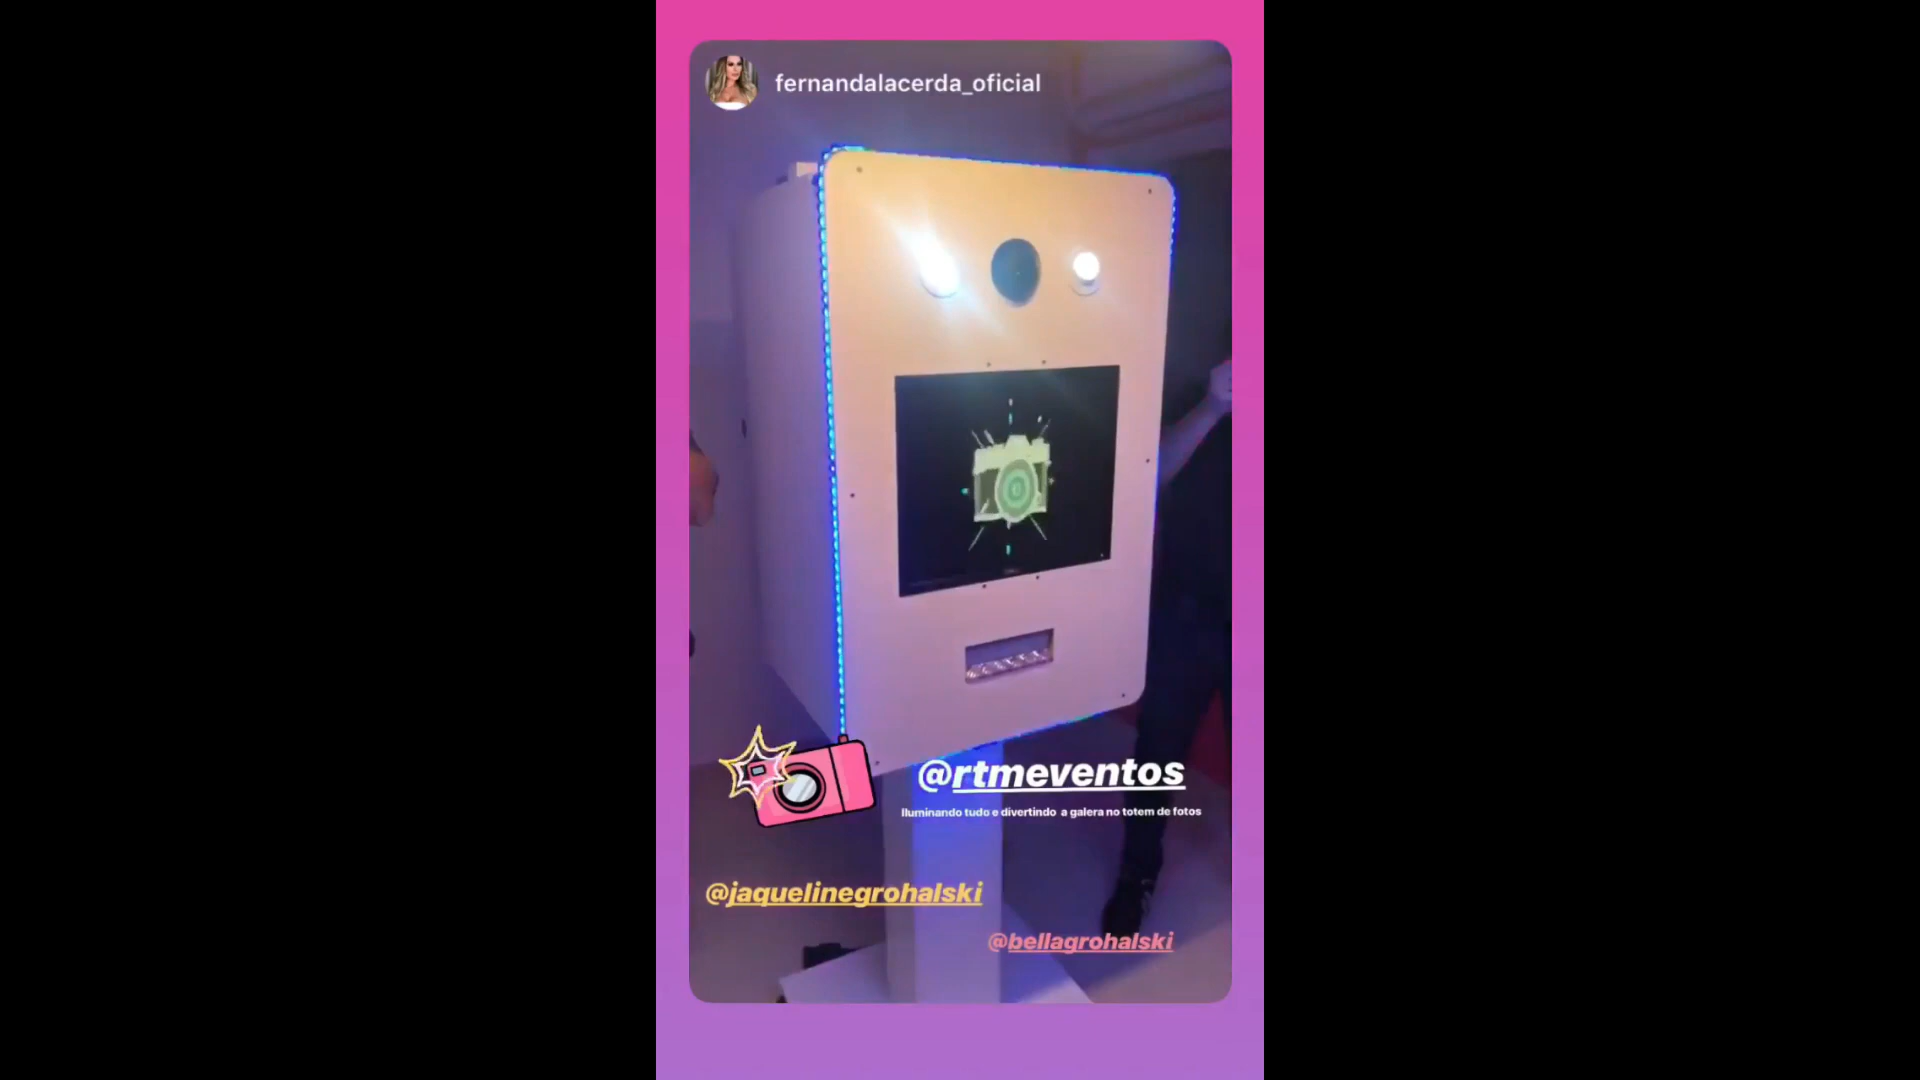 fernandalacerda_oficial
@rtmeventos
Iluminando tudo e divertindo a galera no totem de fotos
@jaquelinegrohalski
@bellagrohalski